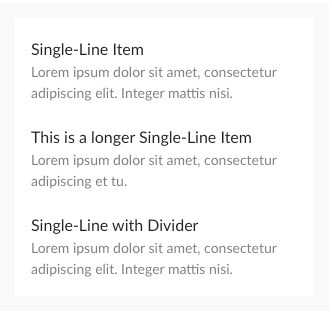 Single-Line Item
Lorem ipsum dolor sit amet, consectetur
adipiscing elit. Integer mattis nisi.
This is a longer Single-Line Item
Lorem ipsum dolor sit amet, consectetur
adipiscing et tu.
Single-Line with Divider
Lorem ipsum dolor sit amet, consectetur
adipiscing elit. Integer mattis nisi.